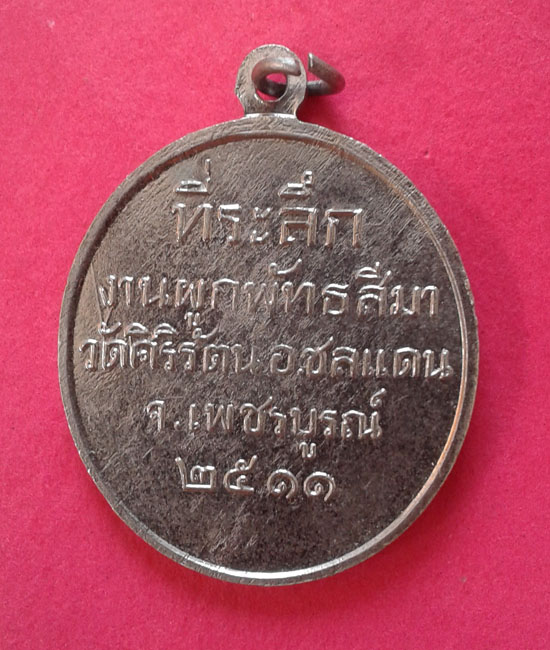 ที่ระลึก
งานผูกพัทธสีมา
วัดศิริรัตน อ.ชลแดน
จ.เพชรบูรณ์
๒๕๑๑